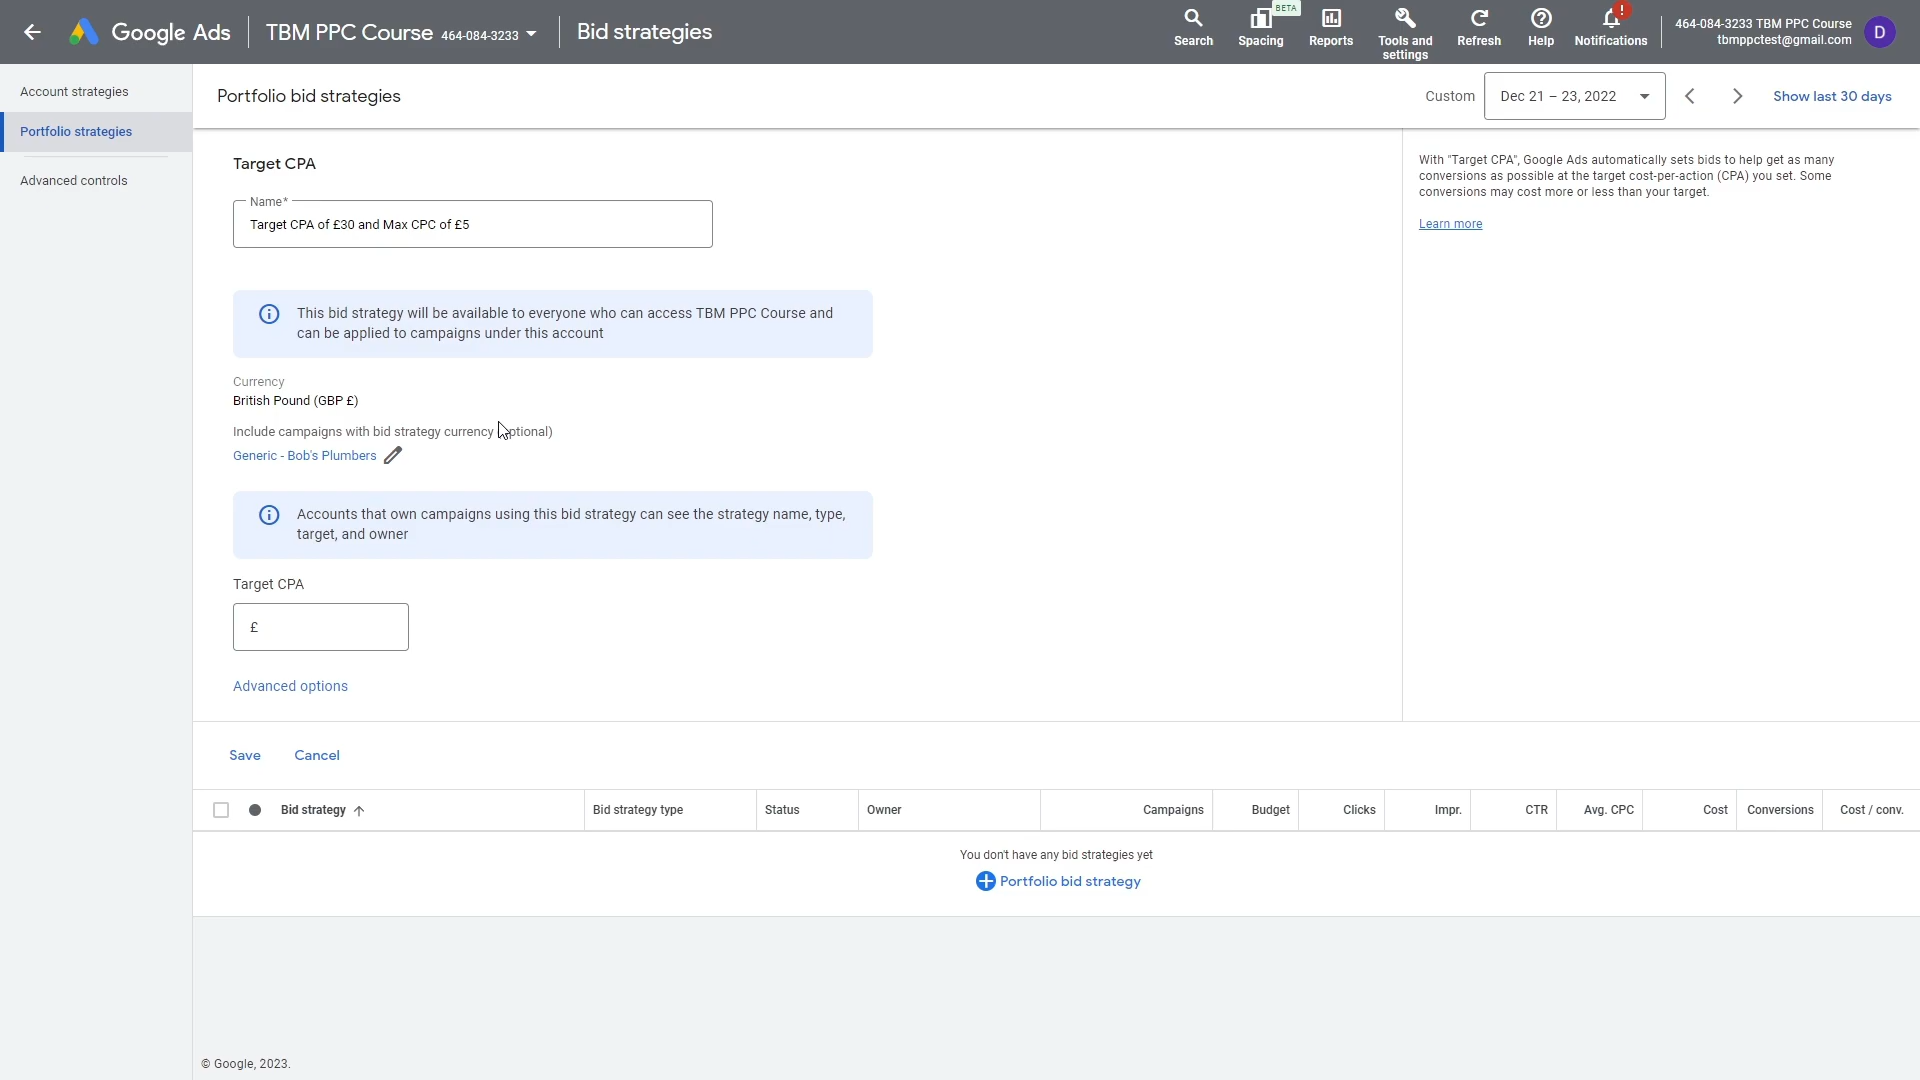 Google Ads
TBM PPC Course 464-084-3233
Bid strategies
Search
Spacing
BETA
Reports
Tools and
settings
Refresh
Help
!
Notifications
464-084-3233 TBM PPC Course
tbmppctest@gmail.com
D
Account strategies
Portfolio strategies
Advanced controls
Portfolio bid strategies
Custom
Dec 21 – 23, 2022
Show last 30 days
Target CPA
Name*
Target CPA of £30 and Max CPC of £5
This bid strategy will be available to everyone who can access TBM PPC Course and
can be applied to campaigns under this account
Currency
British Pound (GBP £)
Include campaigns with bid strategy currency (optional)
Generic - Bob's Plumbers
Accounts that own campaigns using this bid strategy can see the strategy name, type,
target, and owner
Target CPA
£
Advanced options
With "Target CPA", Google Ads automatically sets bids to help get as many
conversions as possible at the target cost-per-action (CPA) you set. Some
conversions may cost more or less than your target.
Learn more
Save
Cancel
Bid strategy
Bid strategy type
Status
Owner
Campaigns
Budget
Clicks
Impr.
CTR
Avg. CPC
Cost
Conversions
Cost / conv.
You don't have any bid strategies yet
Portfolio bid strategy
© Google, 2023.